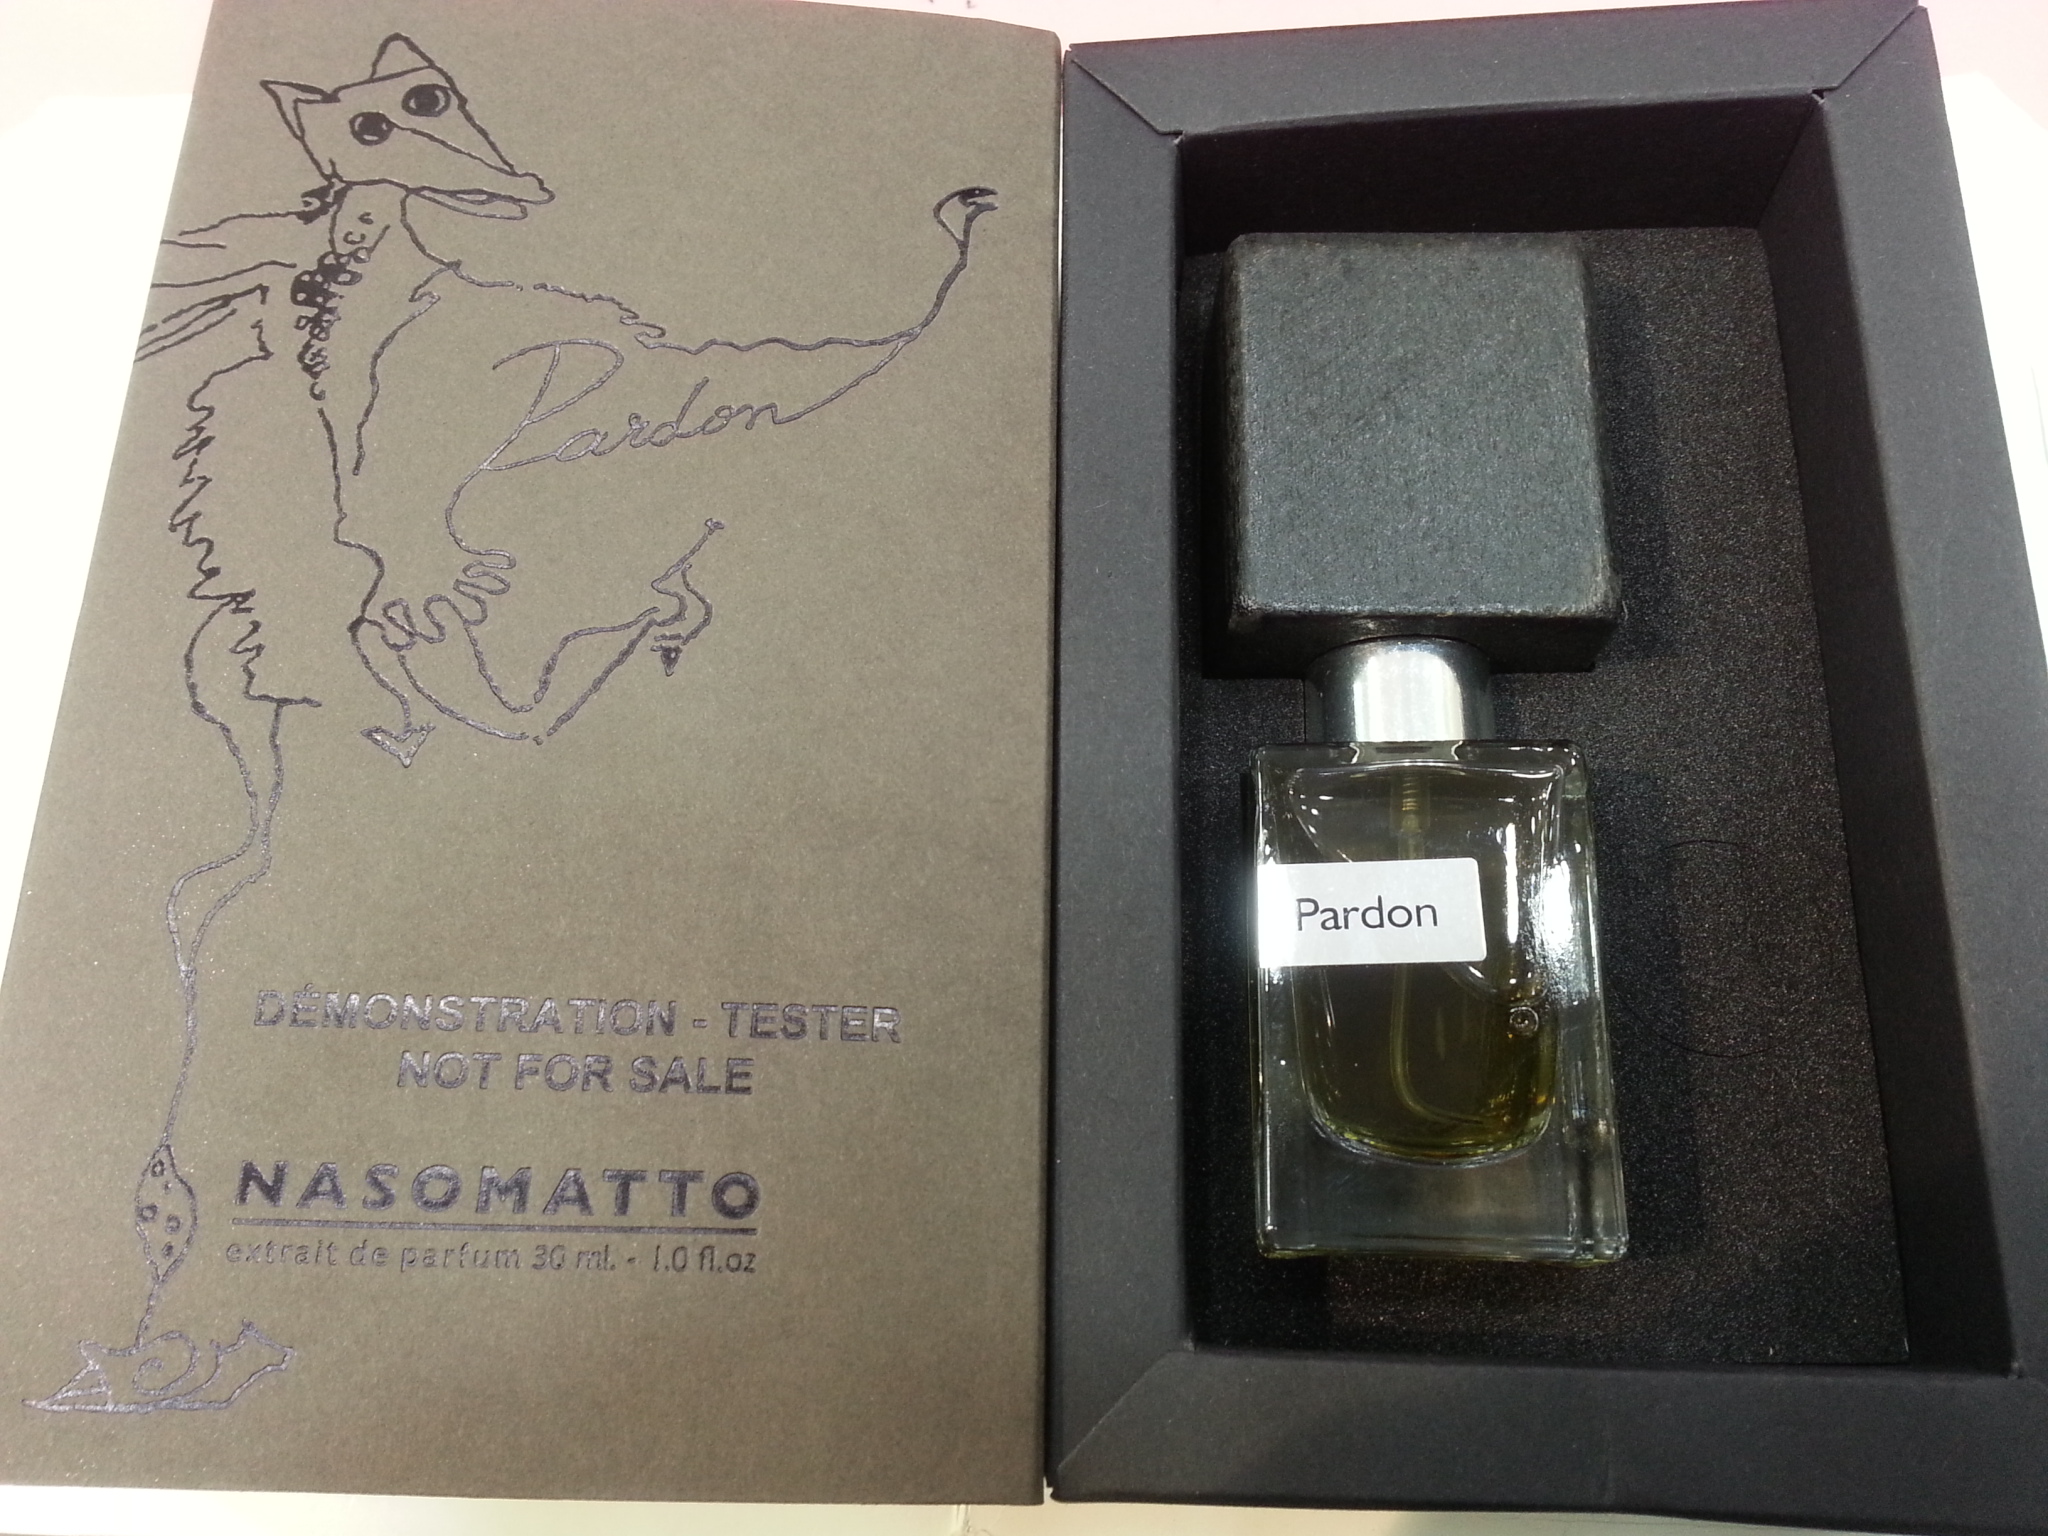 Pardon
DÉMONSTRATION - TESTER
NOT FOR SALE
NASOMATTO
extrait de parfum 30 ml. - 1.0 fl.oz
Pardon